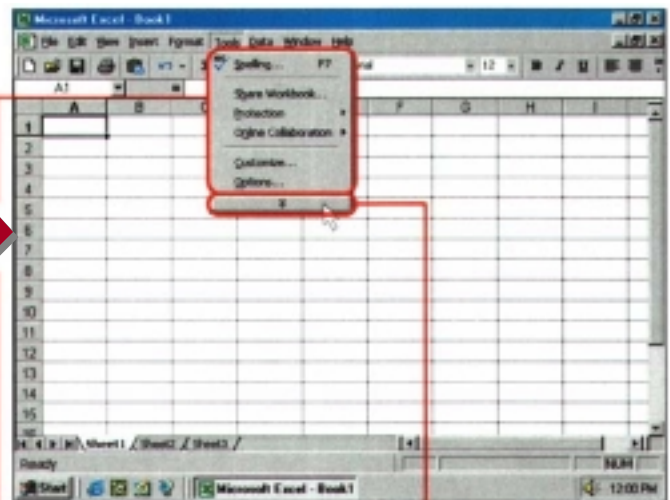 Microsoft Excel - Book1
File Edit View Insert Format Tools Data Window Help
12 B I U
A1 =
A B C F G H I
Spelling... F7
Share Workbook...
Protection
Online Collaboration
Customize...
Options...
1
2
3
4
5
6
7
8
9
10
11
12
13
14
15
Sheet1 Sheet2 Sheet3
Ready NUM
Start Microsoft Excel - Book1 12:00 PM